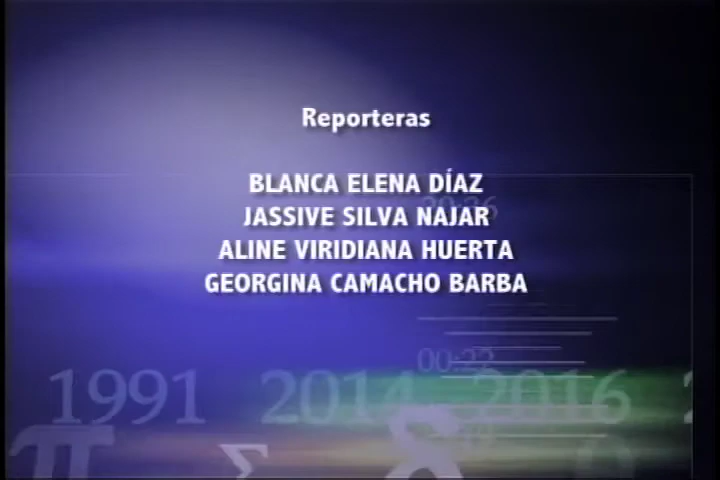 Reporteras
BLANCA ELENA DÍAZ
JASSIVE SILVA NAJAR
ALINE VIRIDIANA HUERTA
GEORGINA CAMACHO BARBA
00:22
1991 2014 2016
π Σ δ